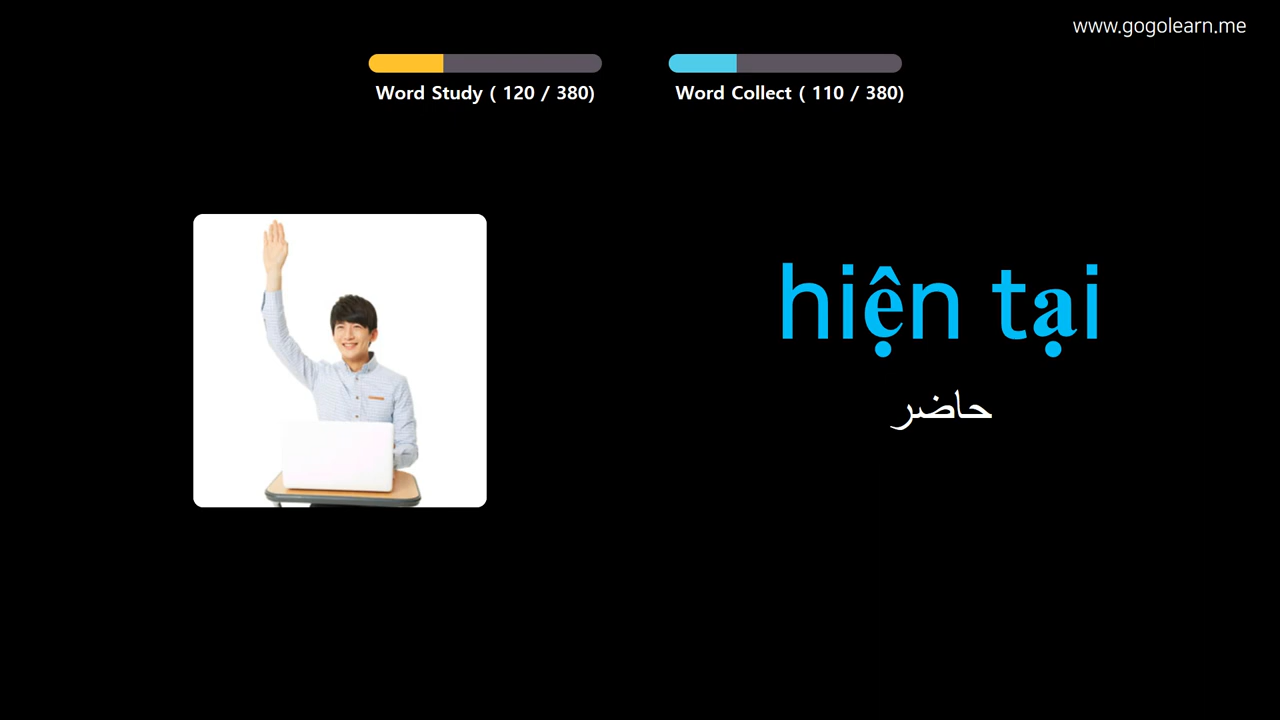 www.gogolearn.me
Word Study ( 120 / 380)
Word Collect ( 110 / 380)
hiện tại
حاضر